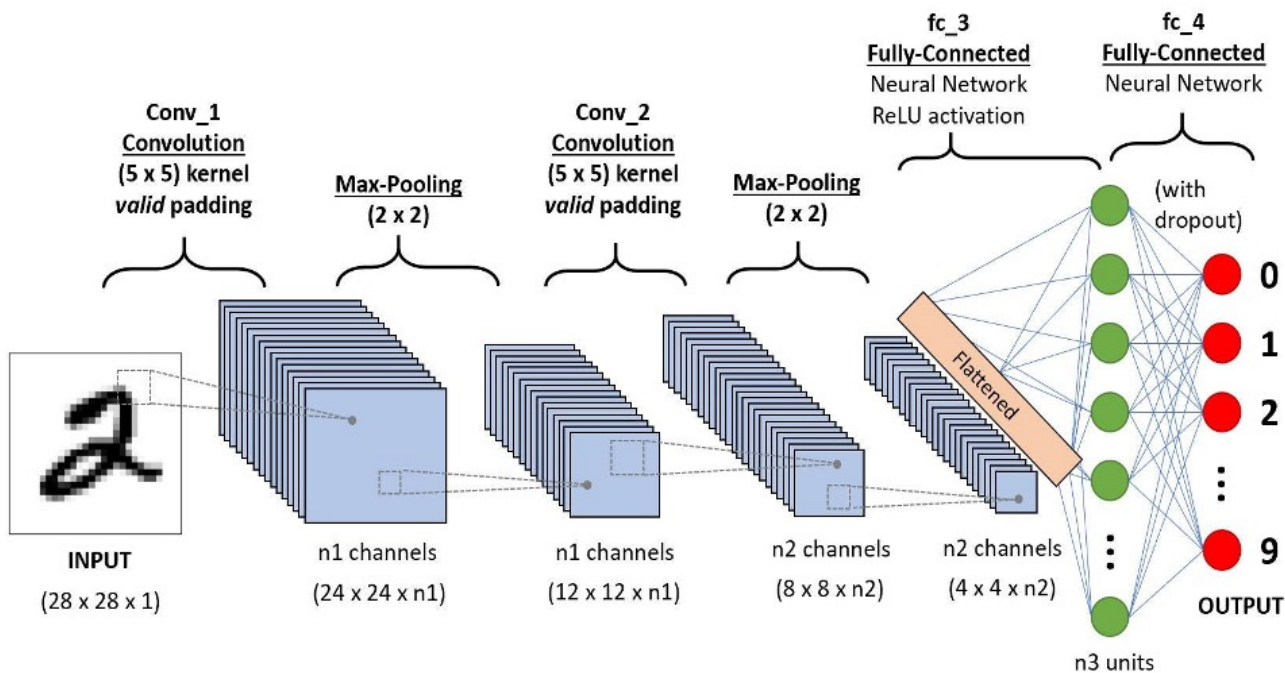 Conv_1
Convolution
(5 x 5) kernel
valid padding
Max-Pooling
(2 x 2)
Conv_2
Convolution
(5 x 5) kernel
valid padding
Max-Pooling
(2 x 2)
fc_3
Fully-Connected
Neural Network
ReLU activation
fc_4
Fully-Connected
Neural Network
(with
dropout)
Flattened
0
1
2
9
OUTPUT
2
INPUT
(28 x 28 x 1)
n1 channels
(24 x 24 x n1)
n1 channels
(12 x 12 x n1)
n2 channels
(8 x 8 x n2)
n2 channels
(4 x 4 x n2)
n3 units